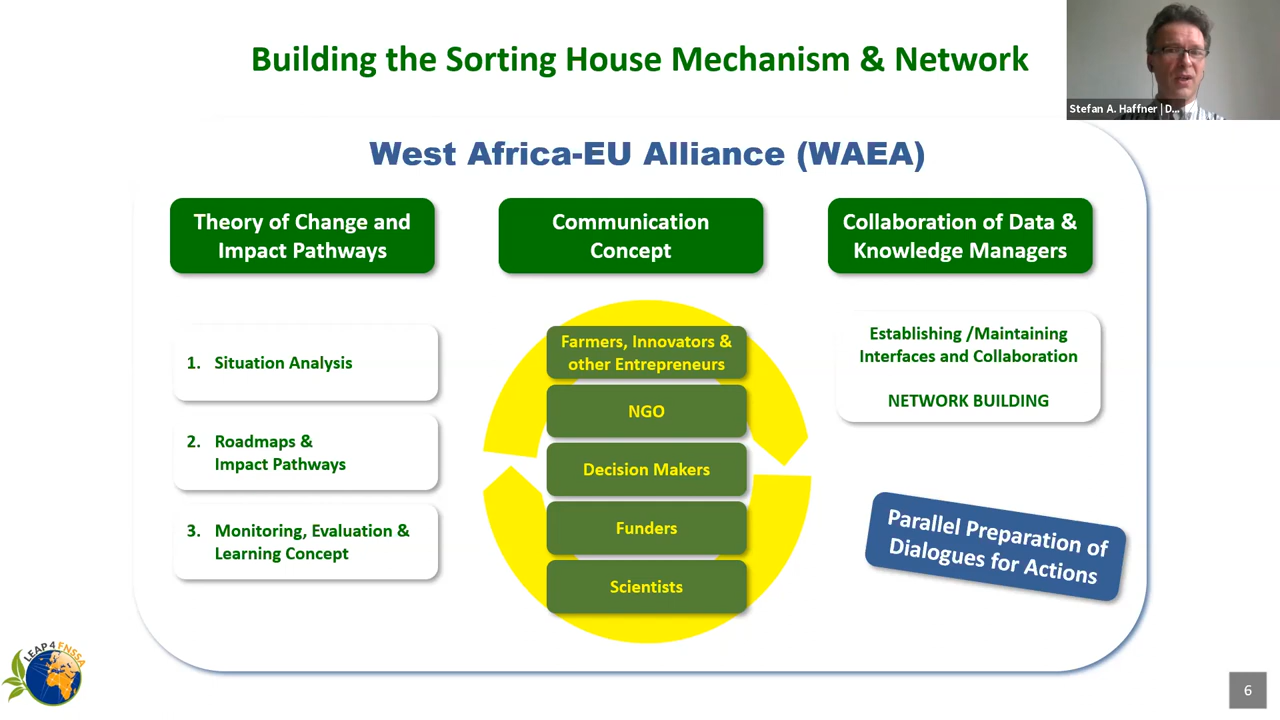 Building the Sorting House Mechanism & Network
Stefan A. Haffner | D...
West Africa-EU Alliance (WAEA)
Theory of Change and
Impact Pathways
1. Situation Analysis
2. Roadmaps &
Impact Pathways
3. Monitoring, Evaluation &
Learning Concept
Communication
Concept
Farmers, Innovators &
other Entrepreneurs
NGO
Decision Makers
Funders
Scientists
Collaboration of Data &
Knowledge Managers
Establishing /Maintaining
Interfaces and Collaboration
NETWORK BUILDING
Parallel Preparation of
Dialogues for Actions
LEAP4FNSSA
6